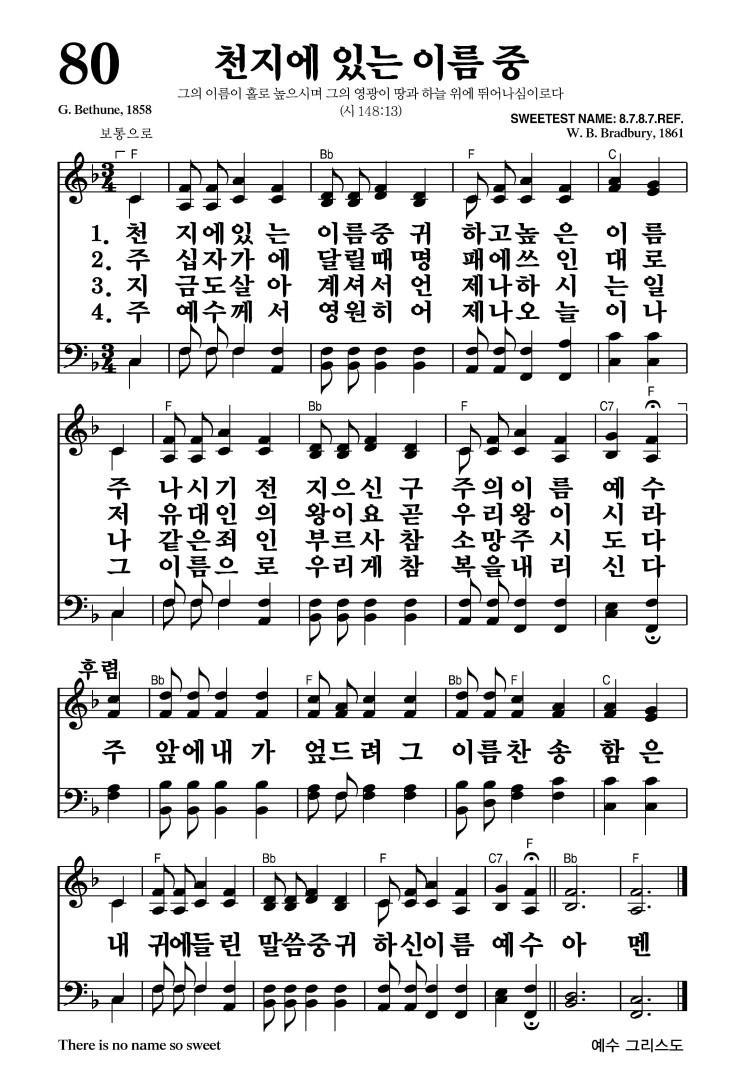 80
천지에 있는 이름 중
그의 이름이 홀로 높으시며 그의 영광이 땅과 하늘 위에 뛰어나심이로다
(시 148:13)
G. Bethune, 1858
SWEETEST NAME: 8.7.8.7.REF.
보통으로
W. B. Bradbury, 1861
F Bb F C
1. 천 지에있 는 이름중 귀 하고높 은 이 름
2. 주 십자가 에 달릴때 명 패에쓰 인 대 로
3. 지 금도살 아 계셔서 언 제나하 시 는 일
4. 주 예수께 서 영원히 어 제나오 늘 이 나
F Bb F C7 F
주 나시기 전 지으신 구 주의이 름 예 수
저 유대인 의 왕이요 곧 우리왕 이 시 라
나 같은죄 인 부르사 참 소망주 시 도 다
그 이름으 로 우리게 참 복을내 리 신 다
후렴
Bb F Bb F C
주 앞에내 가 엎드려 그 이름찬 송 함 은
F Bb F C7 F Bb F
내 귀에들 린 말씀중귀 하신이름 예 수 아 멘
There is no name so sweet
예수 그리스도